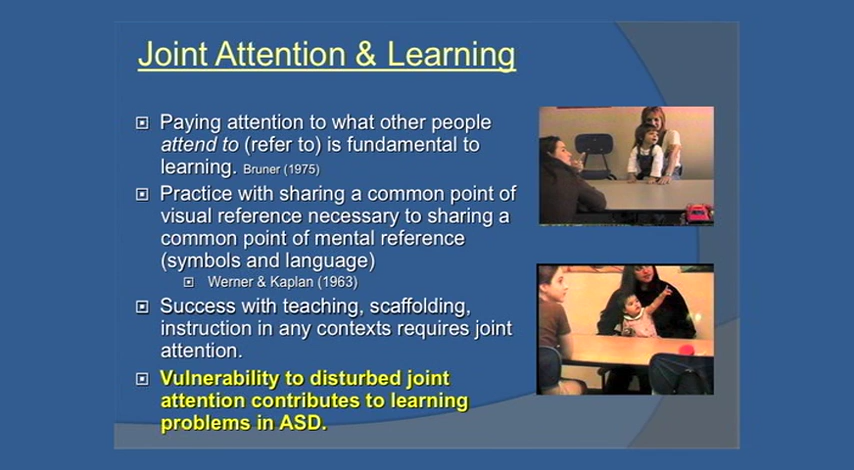 Joint Attention & Learning
Paying attention to what other people
attend to (refer to) is fundamental to
learning. Bruner (1975)
Practice with sharing a common point of
visual reference necessary to sharing a
common point of mental reference
(symbols and language)
Werner & Kaplan (1963)
Success with teaching, scaffolding,
instruction in any contexts requires joint
attention.
Vulnerability to disturbed joint
attention contributes to learning
problems in ASD.